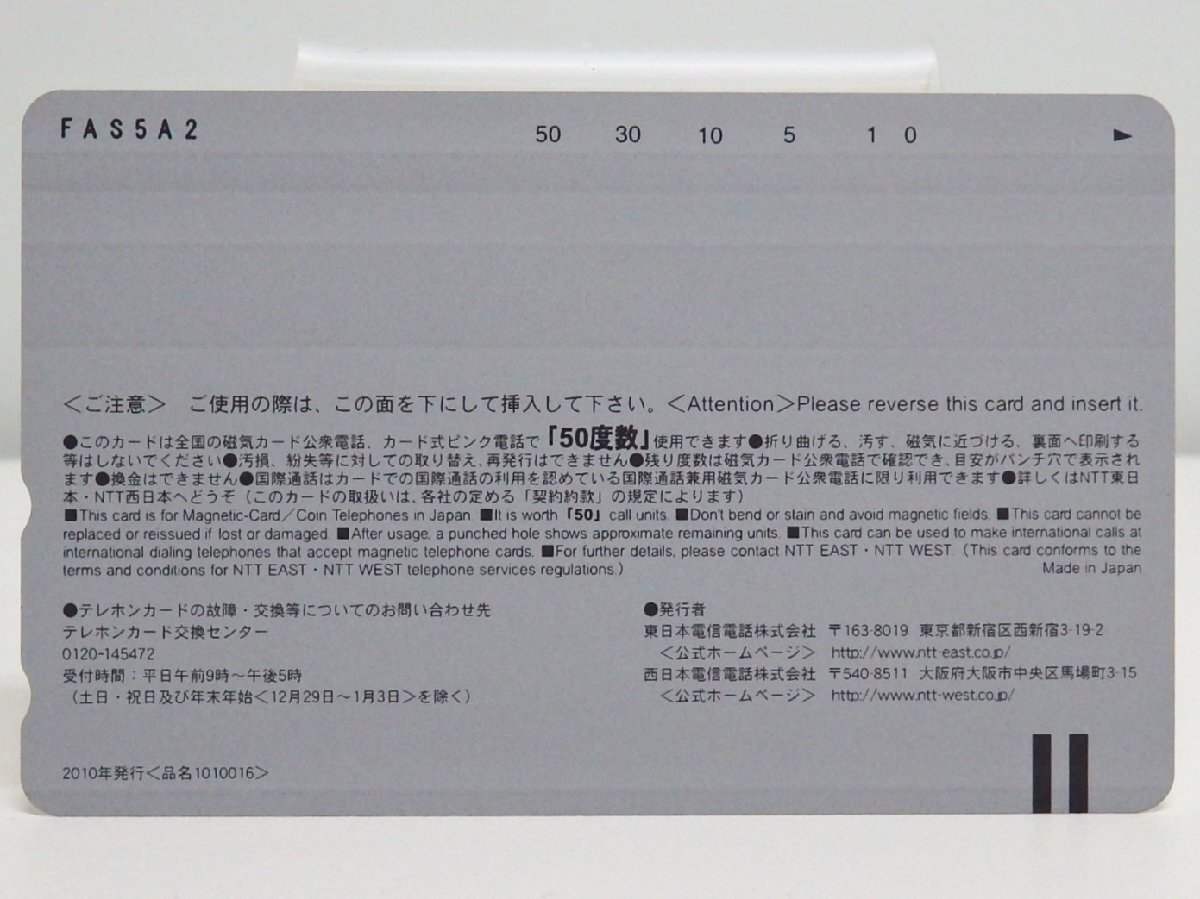 FAS5A2 50 30 10 5 1 0 ►
＜ご注意＞ ご使用の際は、この面を下にして挿入して下さい。＜Attention＞Please reverse this card and insert it.
●このカードは全国の磁気カード公衆電話、カード式ピンク電話で「50度数」使用できます●折り曲げる、汚す、磁気に近づける、裏面へ印刷する
等はしないでください●汚損、紛失等に対しての取り替え、再発行はできません●残り度数は磁気カード公衆電話で確認でき、目安がパンチ穴で表示され
ます●換金はできません●国際通話はカードでの国際通話の利用を認めている国際通話兼用磁気カード公衆電話に限り利用できます●詳しくはNTT東日
本・NTT西日本へどうぞ（このカードの取扱いは、各社の定める「契約約款」の規定によります）
■This card is for Magnetic-Card／Coin Telephones in Japan. ■It is worth「50」call units. ■Don't bend or stain and avoid magnetic fields. ■This card cannot be
replaced or reissued if lost or damaged. ■After usage, a punched hole shows approximate remaining units. ■This card can be used to make international calls at
international dialing telephones that accept magnetic telephone cards. ■For further details, please contact NTT EAST・NTT WEST.（This card conforms to the
terms and conditions for NTT EAST・NTT WEST telephone services regulations.） Made in Japan
●テレホンカードの故障・交換等についてのお問い合わせ先
テレホンカード交換センター
0120-145472
受付時間：平日午前9時～午後5時
（土日・祝日及び年末年始＜12月29日～1月3日＞を除く）
●発行者
東日本電信電話株式会社 〒163-8019 東京都新宿区西新宿3-19-2
＜公式ホームページ＞ http://www.ntt-east.co.jp/
西日本電信電話株式会社 〒540-8511 大阪府大阪市中央区馬場町3-15
＜公式ホームページ＞ http://www.ntt-west.co.jp/
2010年発行＜品名1010016＞